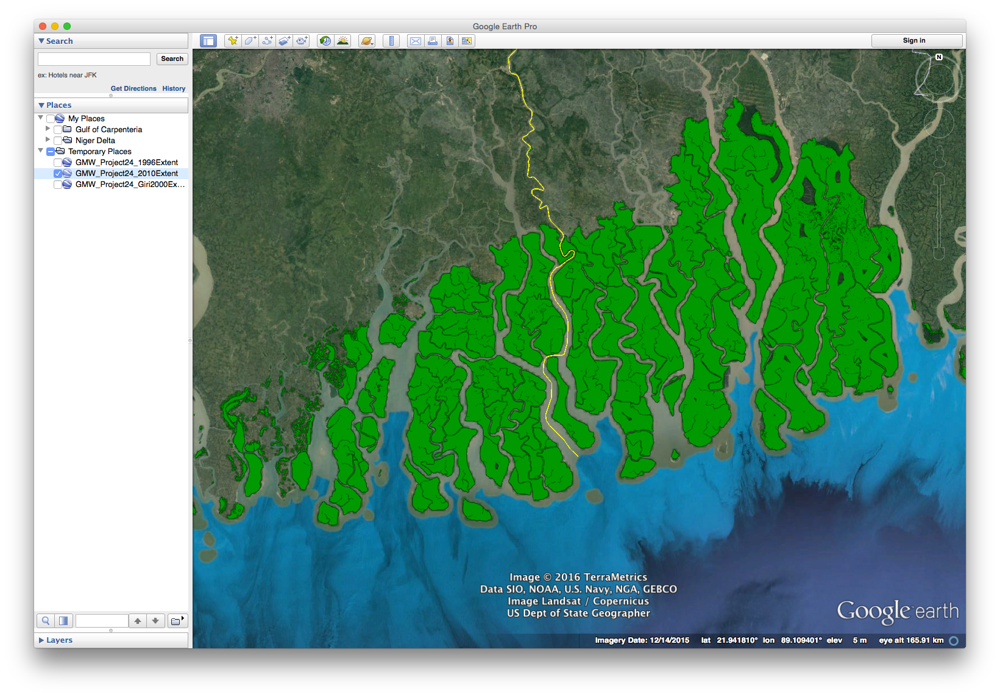 Google Earth Pro
Search
Sign in
Search
ex: Hotels near JFK
Get Directions History
Places
My Places
Gulf of Carpenteria
Niger Delta
Temporary Places
GMW_Project24_1996Extent
GMW_Project24_2010Extent
GMW_Project24_Giri2000Ex...
N
Image © 2016 TerraMetrics
Data SIO, NOAA, U.S. Navy, NGA, GEBCO
Image Landsat / Copernicus
US Dept of State Geographer
Google earth
Layers
Imagery Date: 12/14/2015 lat 21.941810° lon 89.109401° elev 5 m eye alt 165.91 km